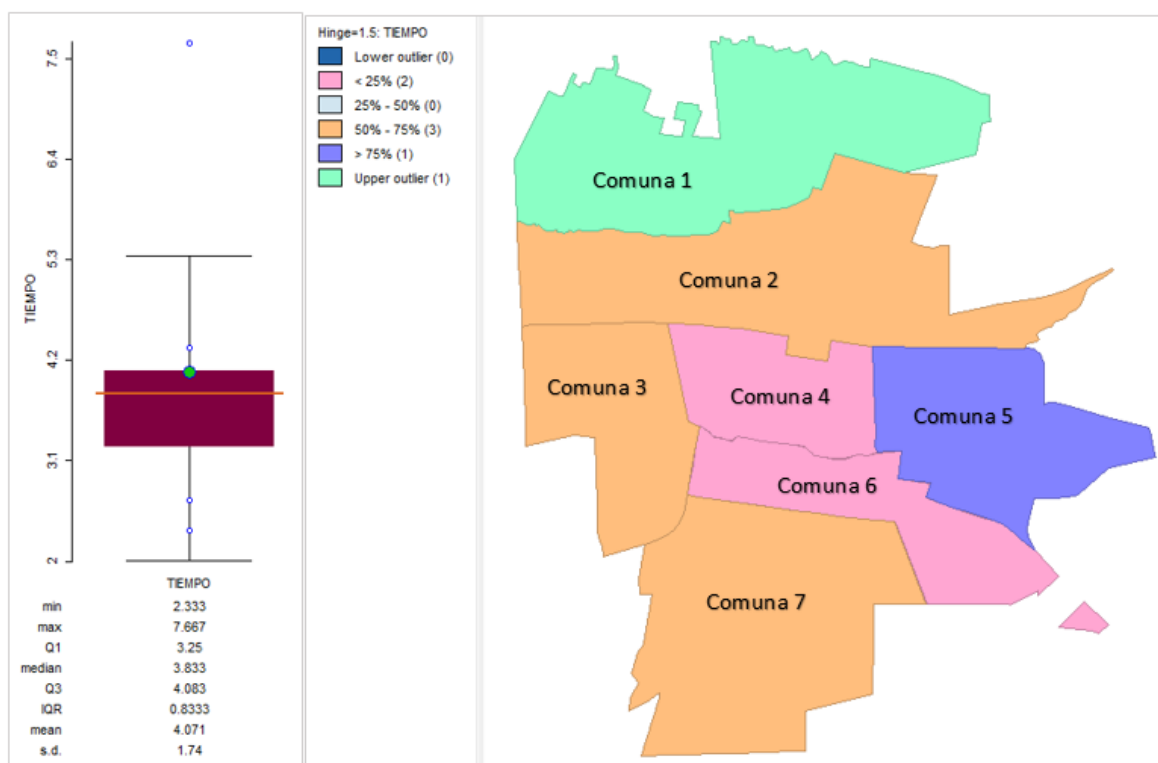 7.5
6.4
5.3
4.2
3.1
2
TIEMPO
TIEMPO
min 2.333
max 7.667
Q1 3.25
median 3.833
Q3 4.083
IQR 0.8333
mean 4.071
s.d. 1.74
Hinge=1.5: TIEMPO
Lower outlier (0)
< 25% (2)
25% - 50% (0)
50% - 75% (3)
> 75% (1)
Upper outlier (1)
Comuna 1
Comuna 2
Comuna 3
Comuna 4
Comuna 5
Comuna 6
Comuna 7